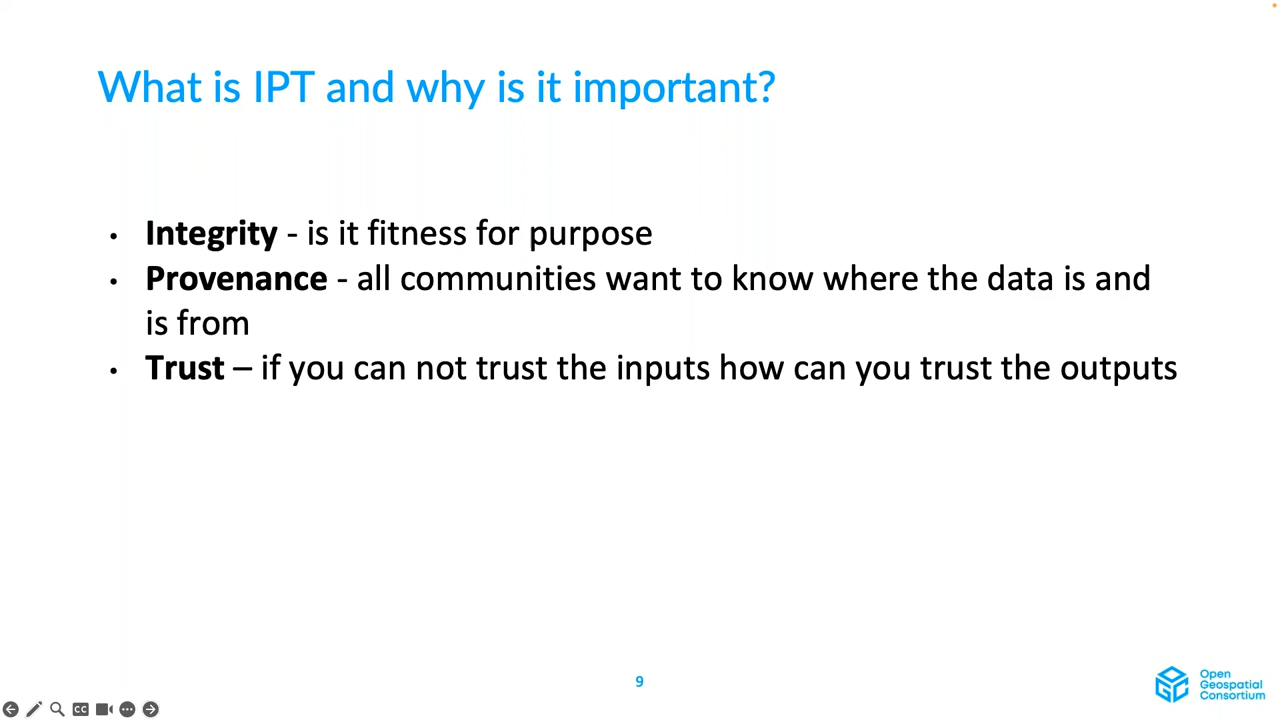 What is IPT and why is it important?
• Integrity - is it fitness for purpose
• Provenance - all communities want to know where the data is and
is from
• Trust – if you can not trust the inputs how can you trust the outputs
9
Open
Geospatial
Consortium
CC